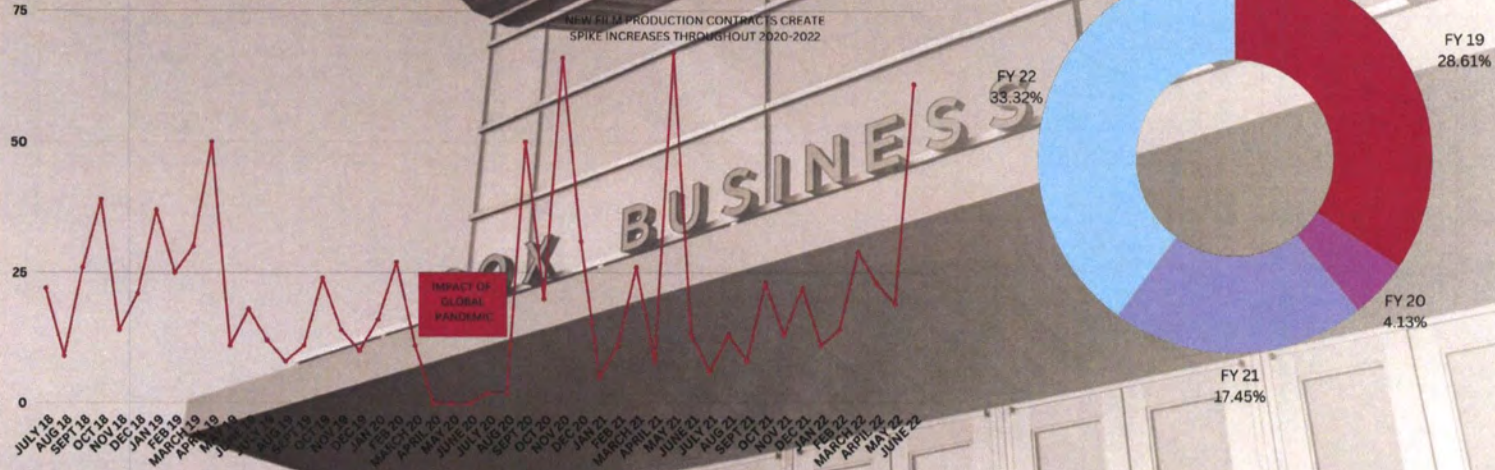 75
50
25
0
NEW FILM PRODUCTION CONTRACTS CREATE
SPIKE INCREASES THROUGHOUT 2020-2022
IMPACT OF
GLOBAL
PANDEMIC
OX BUSINESS
JULY 18
AUG 18
SEPT 18
OCT 18
NOV 18
DEC 18
JAN 19
FEB 19
MARCH 19
APRIL 19
AUG 19
SEPT 19
OCT 19
NOV 19
DEC 19
JAN 20
FEB 20
MARCH 20
APRIL 20
MAY 20
JUNE 20
JULY 20
AUG 20
SEPT 20
OCT 20
NOV 20
DEC 20
JAN 21
FEB 21
MARCH 21
APRIL 21
MAY 21
JUNE 21
JULY 21
AUG 21
SEPT 21
OCT 21
NOV 21
DEC 21
JAN 22
FEB 22
MARCH 22
APRIL 22
MAY 22
JUNE 22
FY 22
33.32%
FY 19
28.61%
FY 20
4.13%
FY 21
17.45%